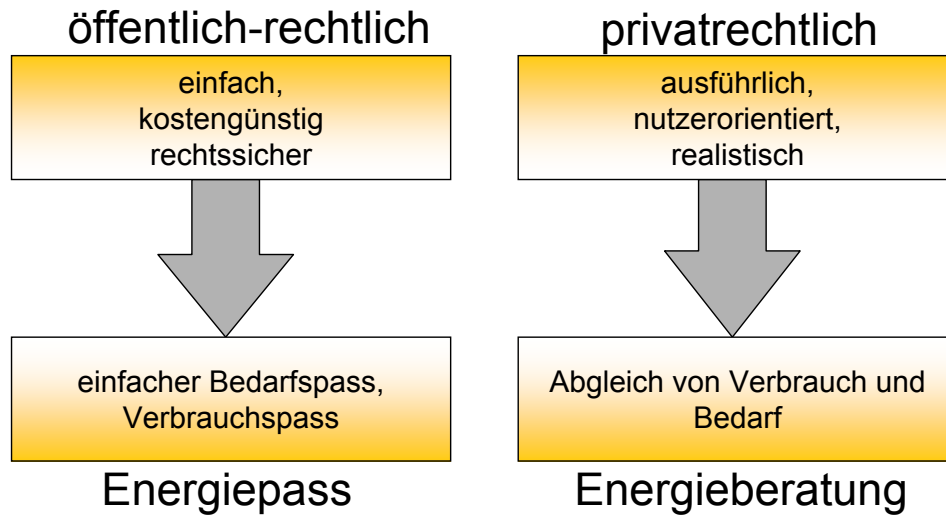 öffentlich-rechtlich
einfach,
kostengünstig
rechtssicher
einfacher Bedarfspass,
Verbrauchspass
Energiepass
privatrechtlich
ausführlich,
nutzerorientiert,
realistisch
Abgleich von Verbrauch und
Bedarf
Energieberatung